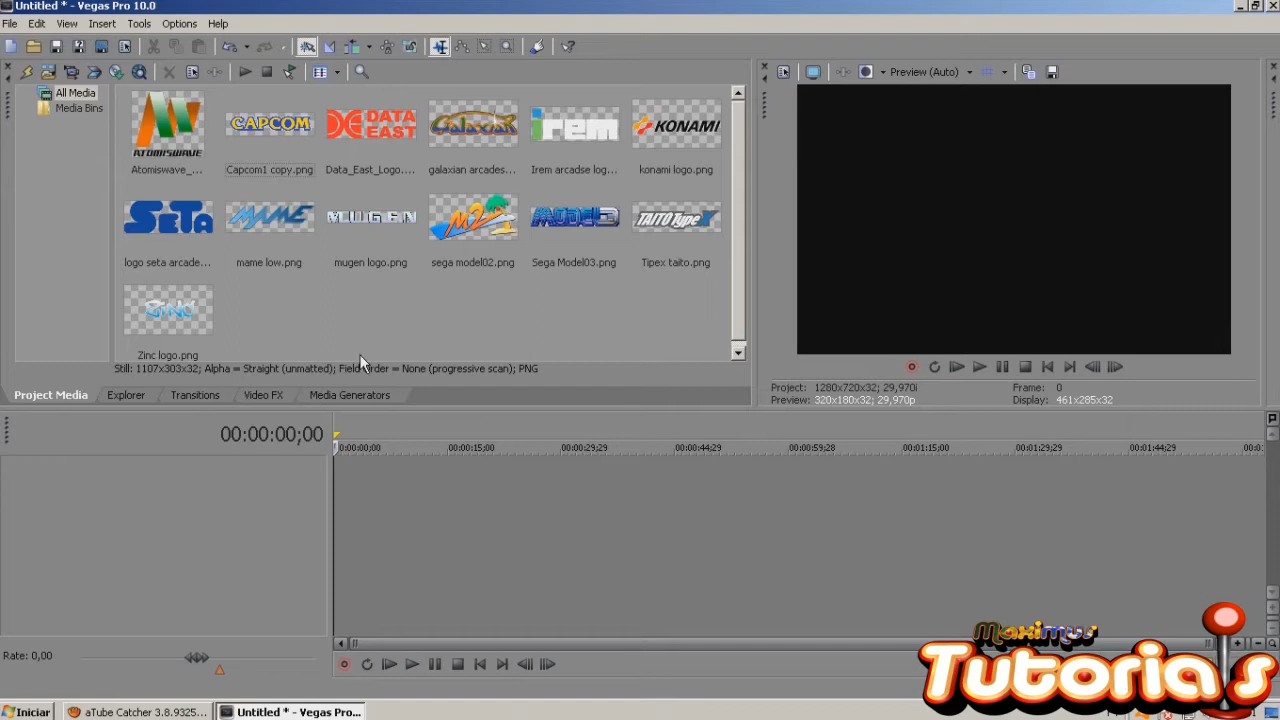 Untitled * - Vegas Pro 10.0
File Edit View Insert Tools Options Help
Preview (Auto)
All Media
Media Bins
ATOMISWAVE
CAPCOM
DATA EAST
Galaxian
irem
KONAMI
Atomiswave_...
Capcom1 copy.png
Data_East_Logo....
galaxian arcades...
Irem arcadse log...
konami logo.png
SETA
MAME
M.U.G.E.N
M2
MODEL3
TAITO Type X
logo seta arcade...
mame low.png
mugen logo.png
sega model02.png
Sega Model03.png
Tipex taito.png
ZiNC
Zinc logo.png
Still: 1107x303x32; Alpha = Straight (unmatted); Field Order = None (progressive scan); PNG
Project Media Explorer Transitions Video FX Media Generators
Project: 1280x720x32; 29,970i
Frame: 0
Preview: 320x180x32; 29,970p
Display: 461x285x32
00:00:00;00
0:00:00;00 00:00:15;00 00:00:29;29 00:00:44;29 00:00:59;28 00:01:15;00 00:01:29;29 00:01:44;29
Rate: 0,00
Maximus
Tutorials
Iniciar
aTube Catcher 3.8.9325...
Untitled * - Vegas Pro...